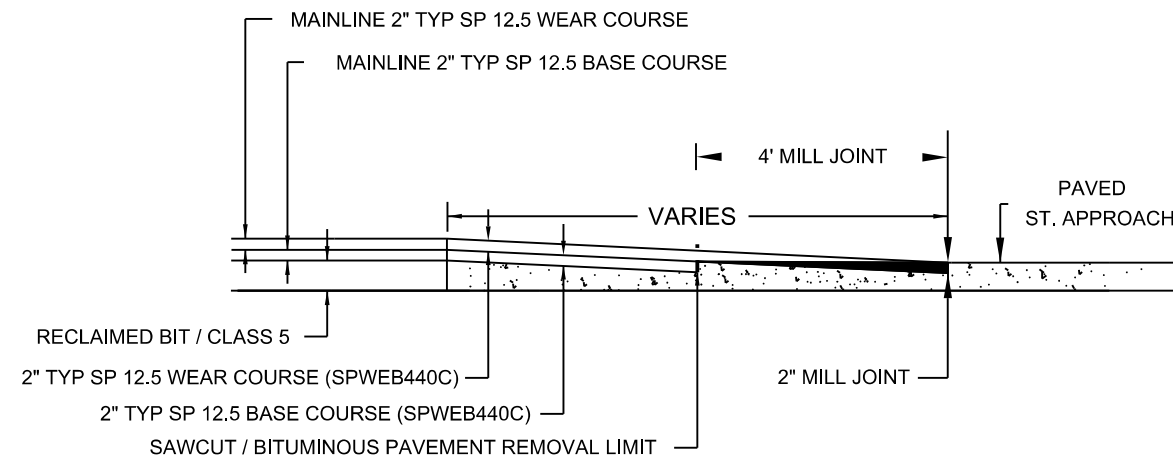 MAINLINE 2" TYP SP 12.5 WEAR COURSE
MAINLINE 2" TYP SP 12.5 BASE COURSE
4' MILL JOINT
PAVED
ST. APPROACH
VARIES
RECLAIMED BIT / CLASS 5
2" TYP SP 12.5 WEAR COURSE (SPWEB440C)
2" MILL JOINT
2" TYP SP 12.5 BASE COURSE (SPWEB440C)
SAWCUT / BITUMINOUS PAVEMENT REMOVAL LIMIT